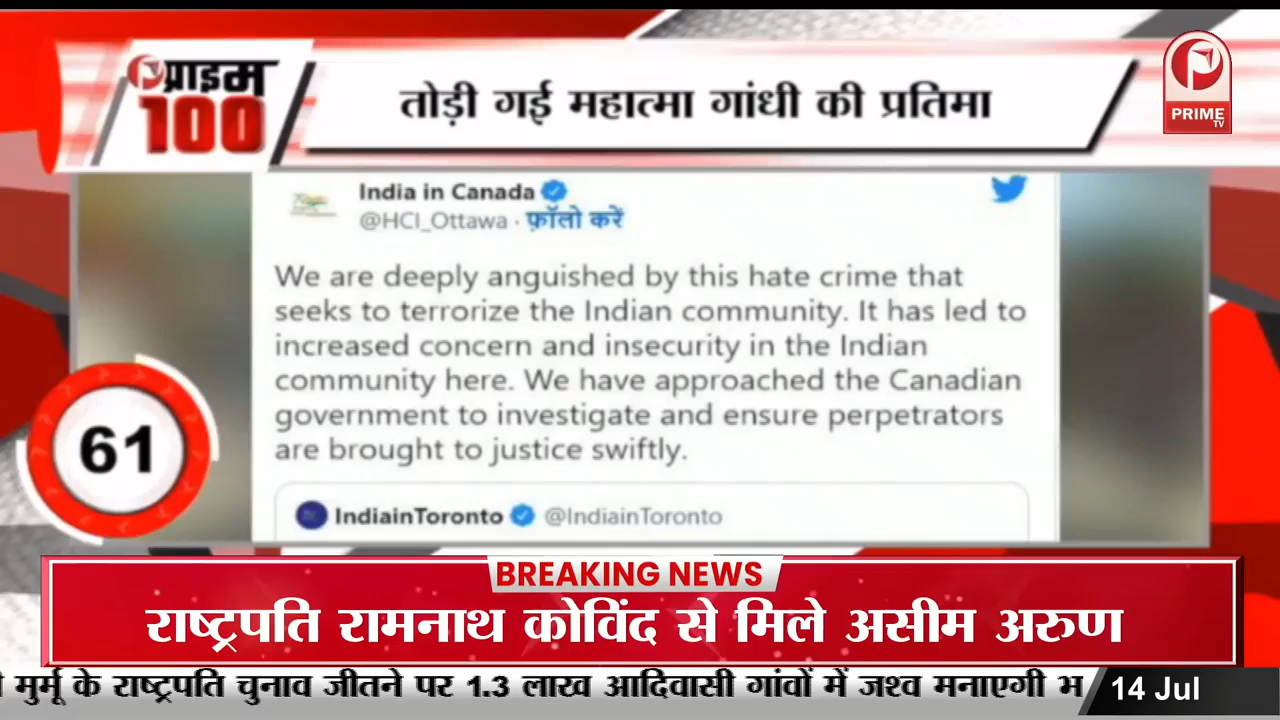 प्राइम
100
तोड़ी गई महात्मा गांधी की प्रतिमा
PRIME
TV
India in Canada
@HCI_Ottawa · फ़ॉलो करें
We are deeply anguished by this hate crime that
seeks to terrorize the Indian community. It has led to
increased concern and insecurity in the Indian
community here. We have approached the Canadian
government to investigate and ensure perpetrators
are brought to justice swiftly.
IndiainToronto @IndiainToronto
61
BREAKING NEWS
राष्ट्रपति रामनाथ कोविंद से मिले असीम अरुण
मुर्मू के राष्ट्रपति चुनाव जीतने पर 1.3 लाख आदिवासी गांवों में जश्न मनाएगी भ
14 Jul